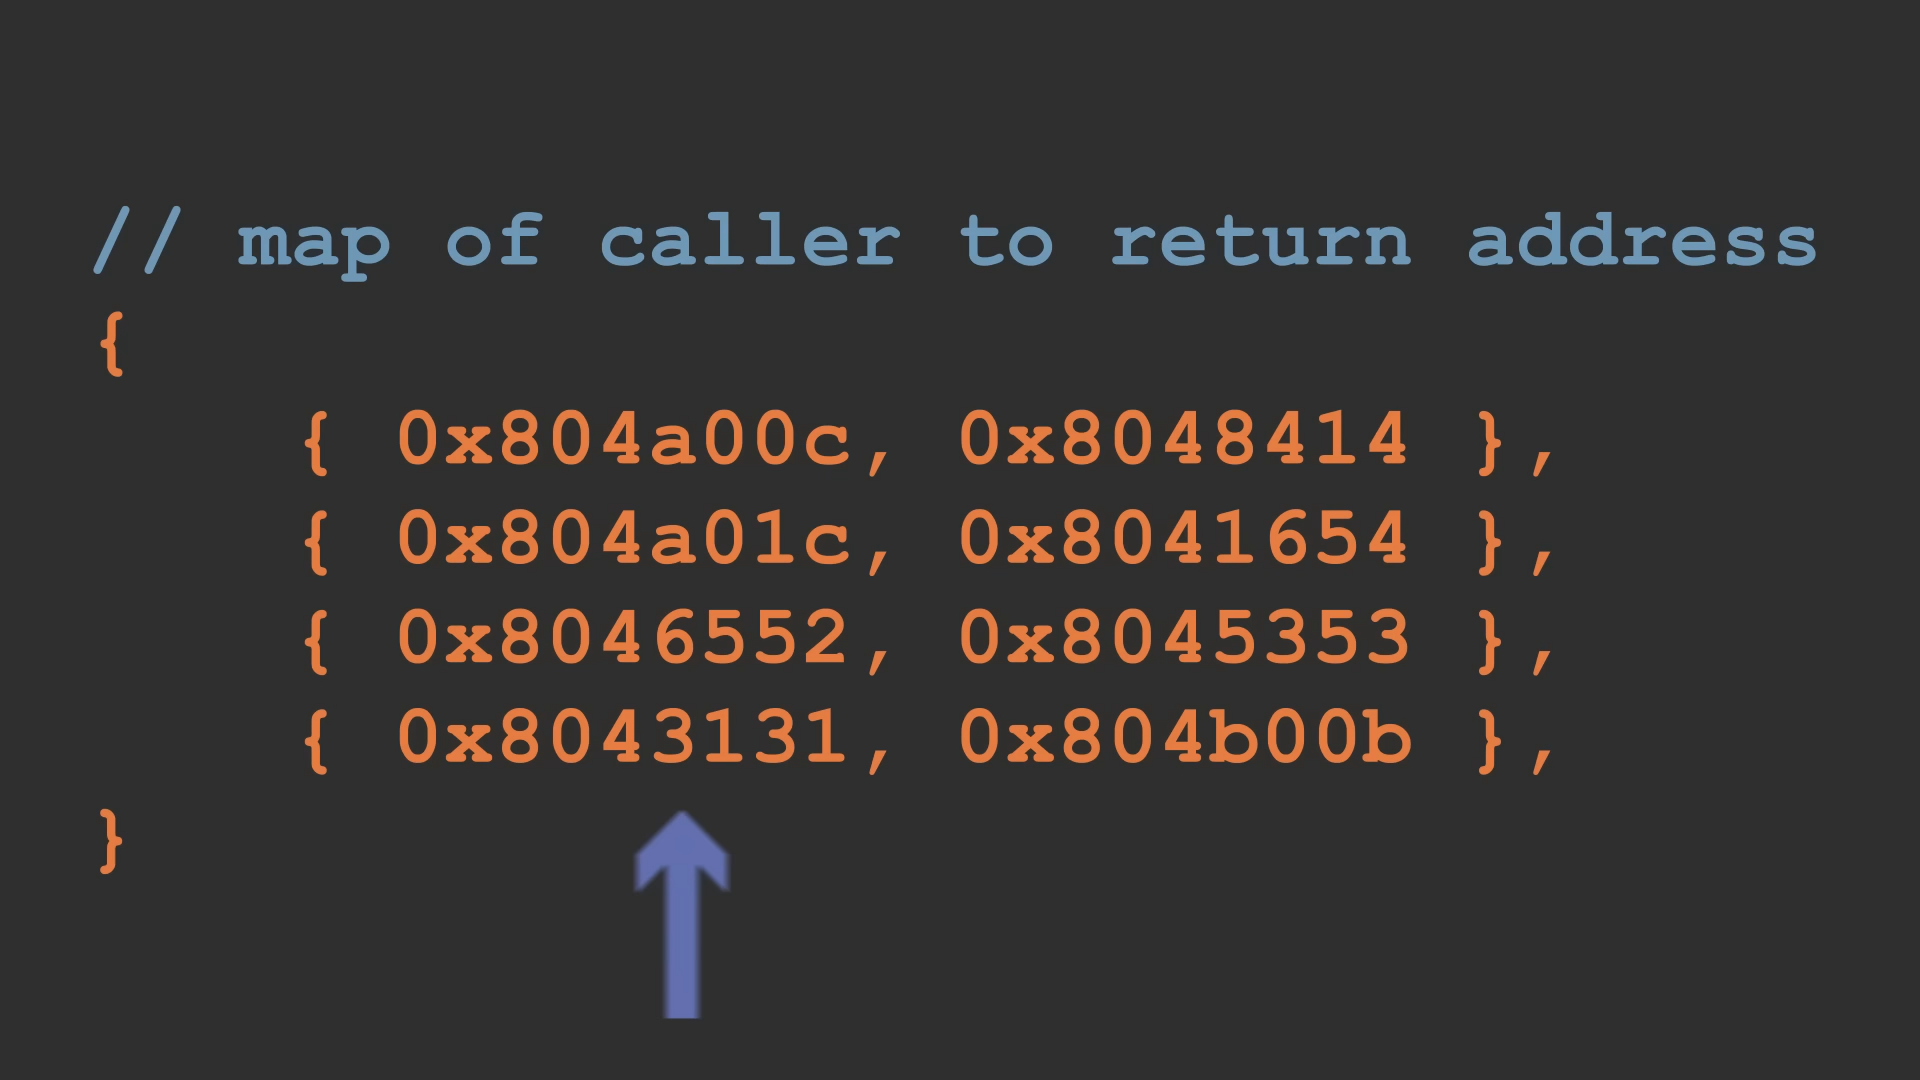 // map of caller to return address
{
{ 0x804a00c, 0x8048414 },
{ 0x804a01c, 0x8041654 },
{ 0x8046552, 0x8045353 },
{ 0x8043131, 0x804b00b },
}